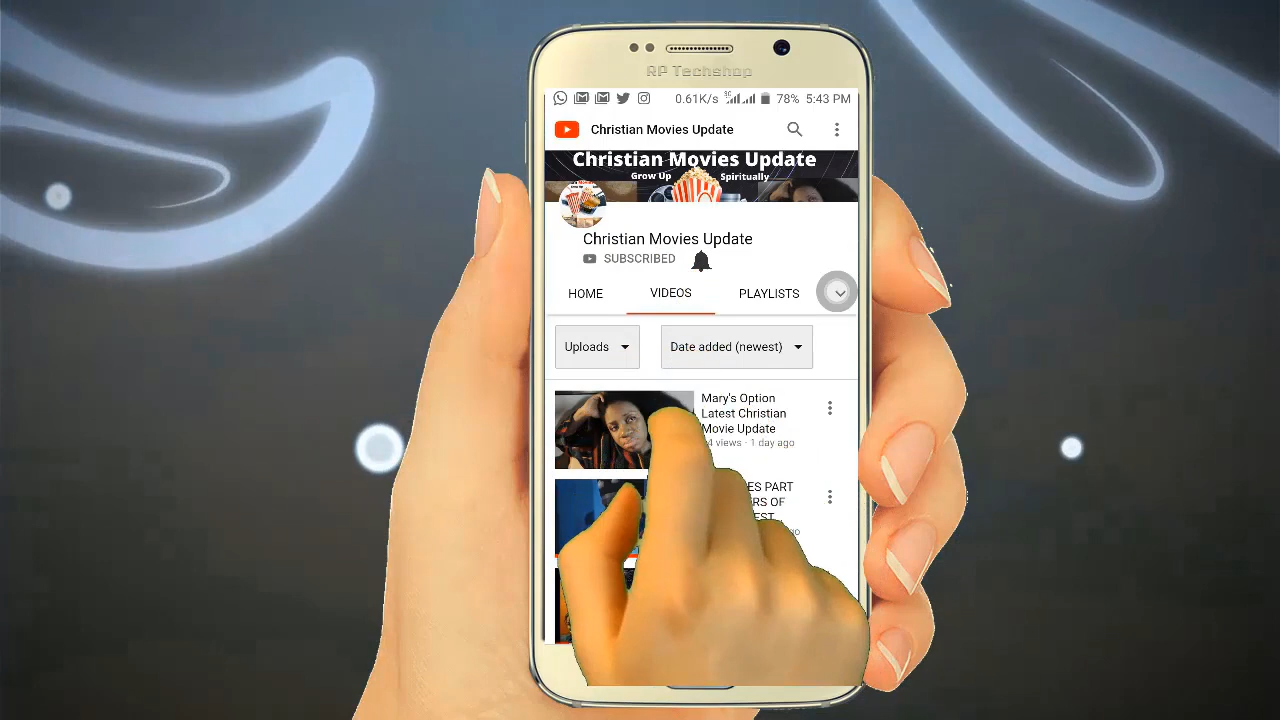 RP Techshop
0.61K/s 78% 5:43 PM
Christian Movies Update
Christian Movies Update
Grow Up Spiritually
Christian Movies Update
SUBSCRIBED
HOME VIDEOS PLAYLISTS
Uploads Date added (newest)
Mary's Option
Latest Christian
Movie Update
views · 1 day ago
PART
OF